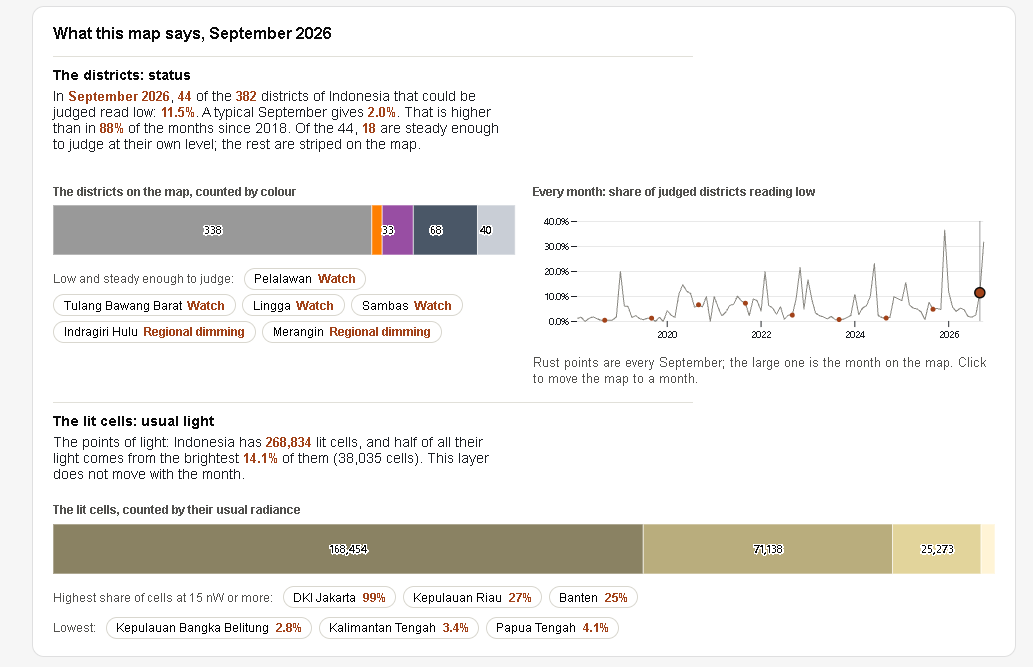 What this map says, September 2026
The districts: status
In September 2026, 44 of the 382 districts of Indonesia that could be
judged read low: 11.5%. A typical September gives 2.0%. That is higher
than in 88% of the months since 2018. Of the 44, 18 are steady enough
to judge at their own level; the rest are striped on the map.
The districts on the map, counted by colour
338 33 68 40
Low and steady enough to judge: Pelalawan Watch
Tulang Bawang Barat Watch Lingga Watch Sambas Watch
Indragiri Hulu Regional dimming Merangin Regional dimming
Every month: share of judged districts reading low
40.0%
30.0%
20.0%
10.0%
0.0%
2020 2022 2024 2026
Rust points are every September; the large one is the month on the map. Click
to move the map to a month.
The lit cells: usual light
The points of light: Indonesia has 268,834 lit cells, and half of all their
light comes from the brightest 14.1% of them (38,035 cells). This layer
does not move with the month.
The lit cells, counted by their usual radiance
168,454 71,138 25,273
Highest share of cells at 15 nW or more: DKI Jakarta 99% Kepulauan Riau 27% Banten 25%
Lowest: Kepulauan Bangka Belitung 2.8% Kalimantan Tengah 3.4% Papua Tengah 4.1%